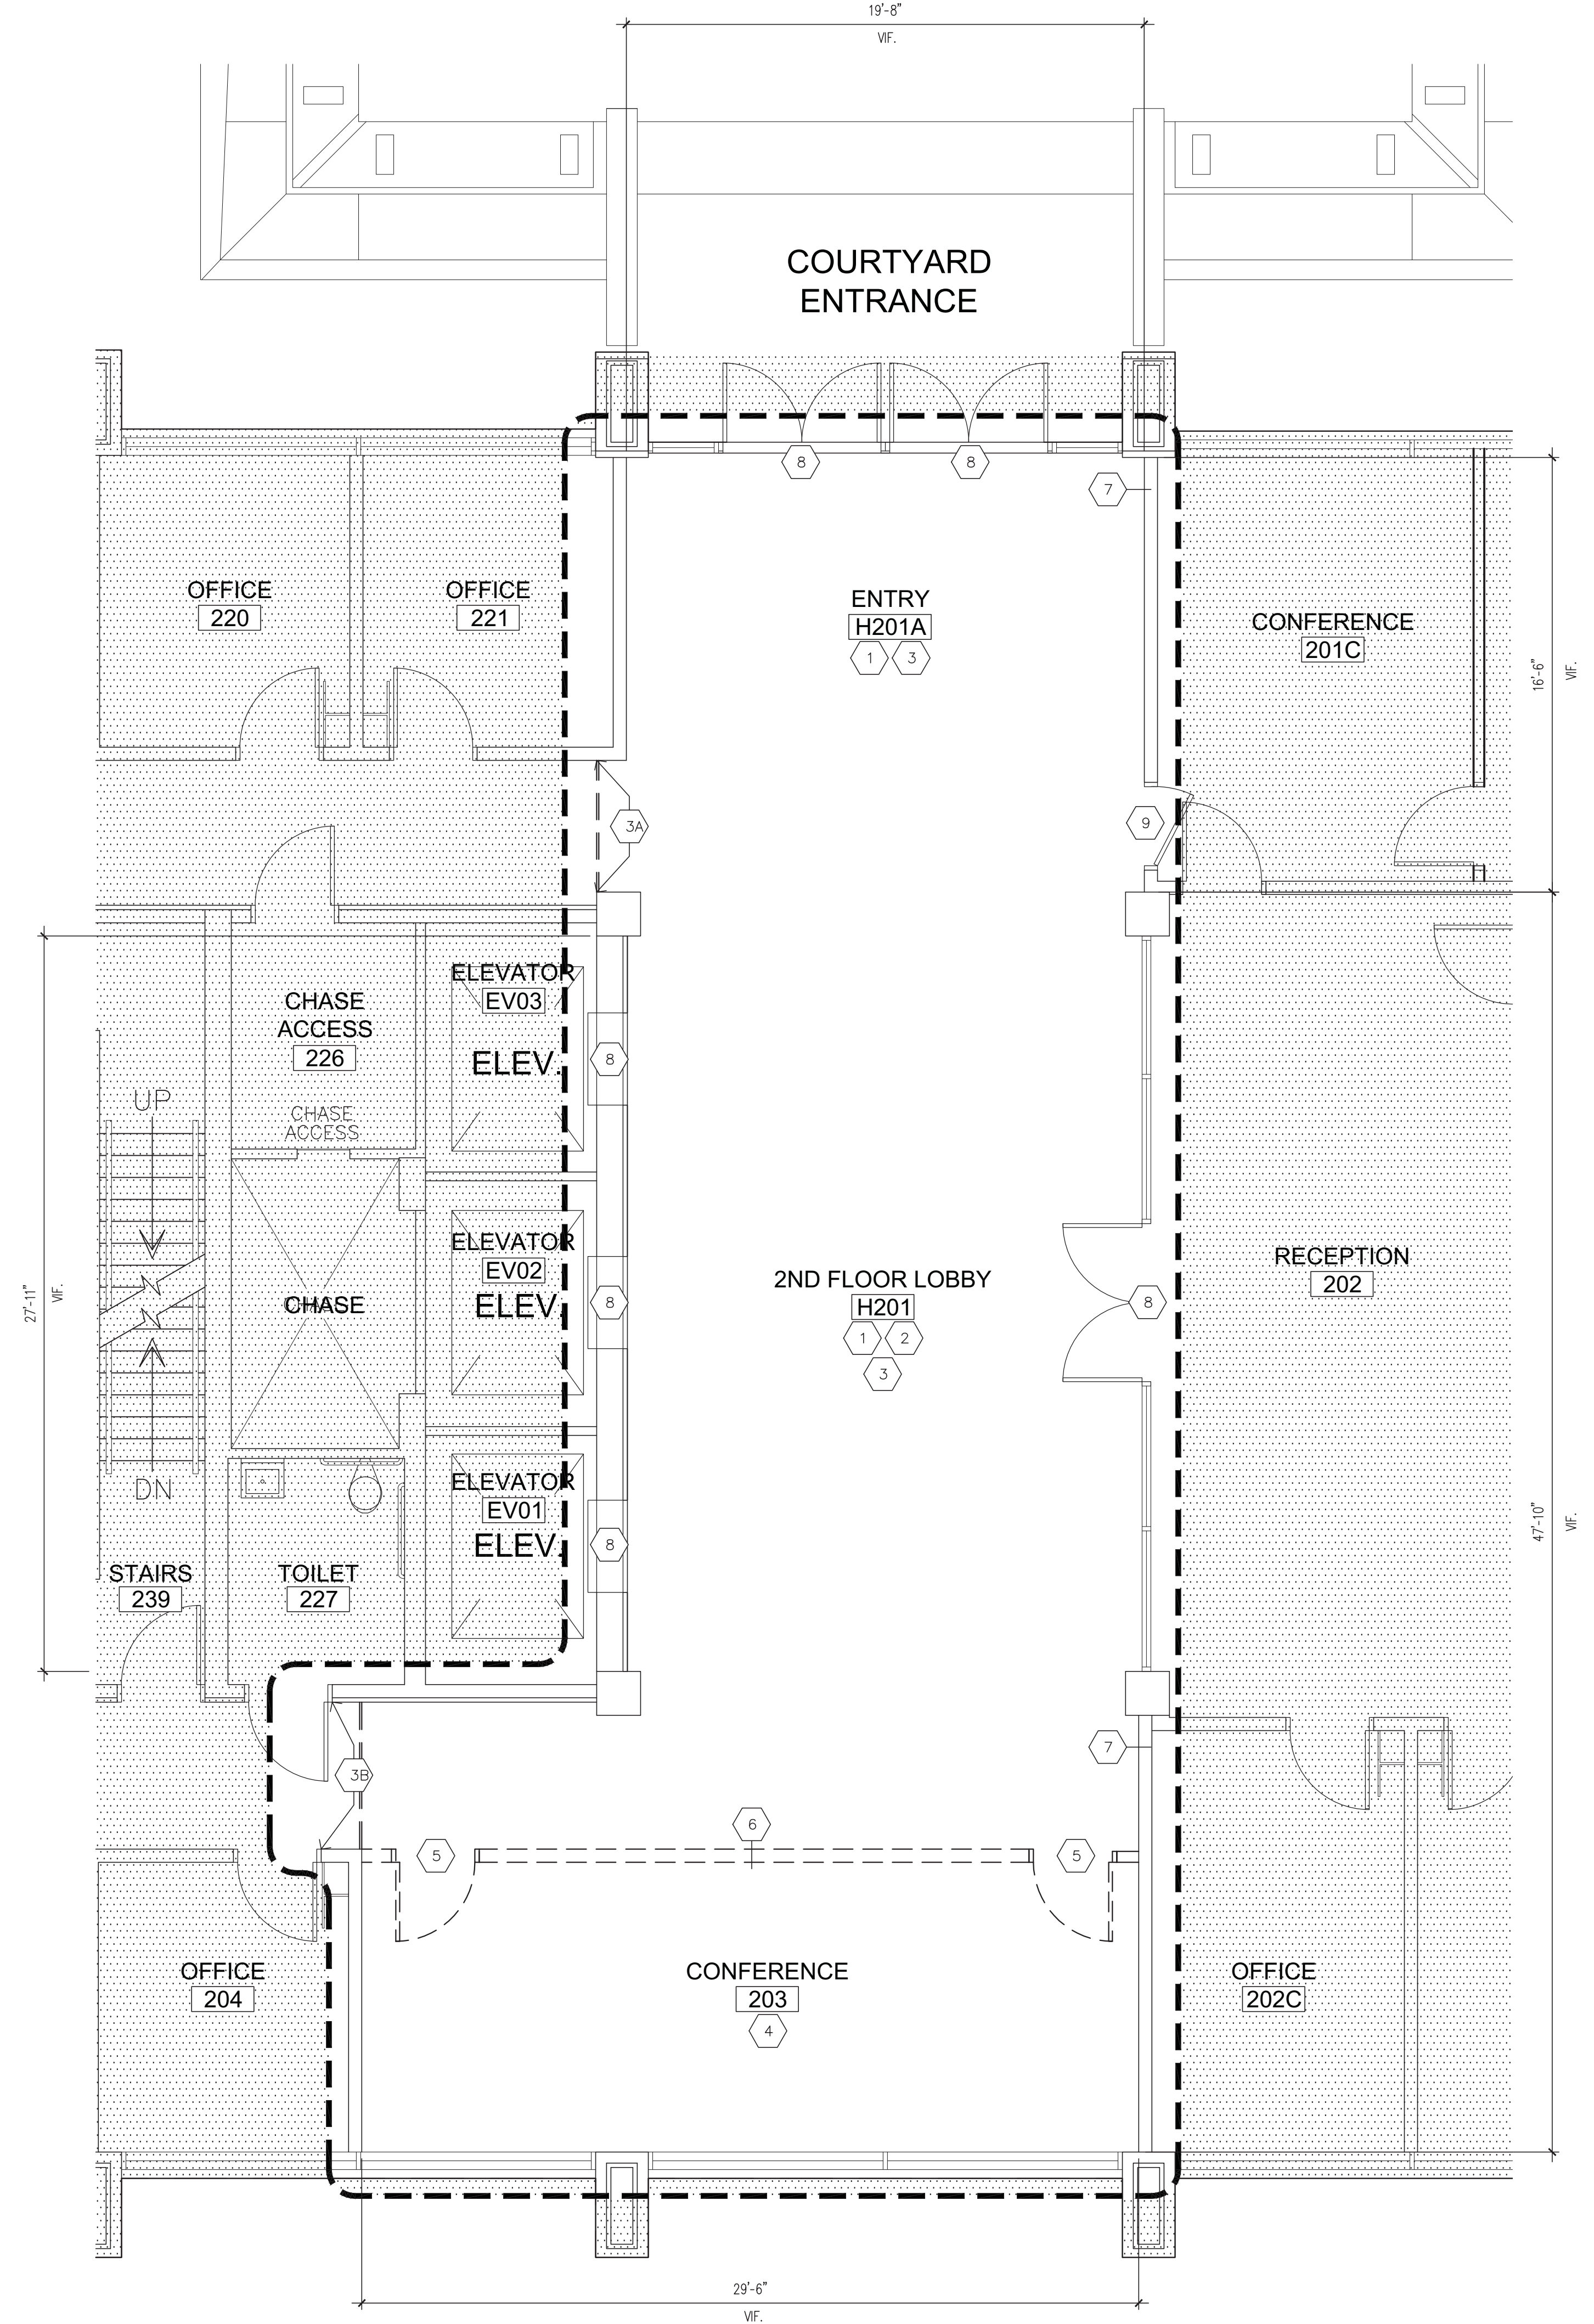 19'-8"
VIF.
COURTYARD
ENTRANCE
8
8
7
OFFICE
220
OFFICE
221
ENTRY
H201A
1
3
CONFERENCE
201C
16'-6"
VIF.
3A
9
ELEVATOR
EV03
CHASE
ACCESS
226
ELEV.
8
UP
CHASE
ACCESS
27'-11"
VIF.
ELEVATOR
EV02
ELEV.
8
CHASE
2ND FLOOR LOBBY
H201
1
2
3
8
RECEPTION
202
ELEVATOR
EV01
DN
ELEV.
8
47'-10"
VIF.
STAIRS
239
TOILET
227
7
3B
6
5
5
OFFICE
204
CONFERENCE
203
4
OFFICE
202C
29'-6"
VIF.